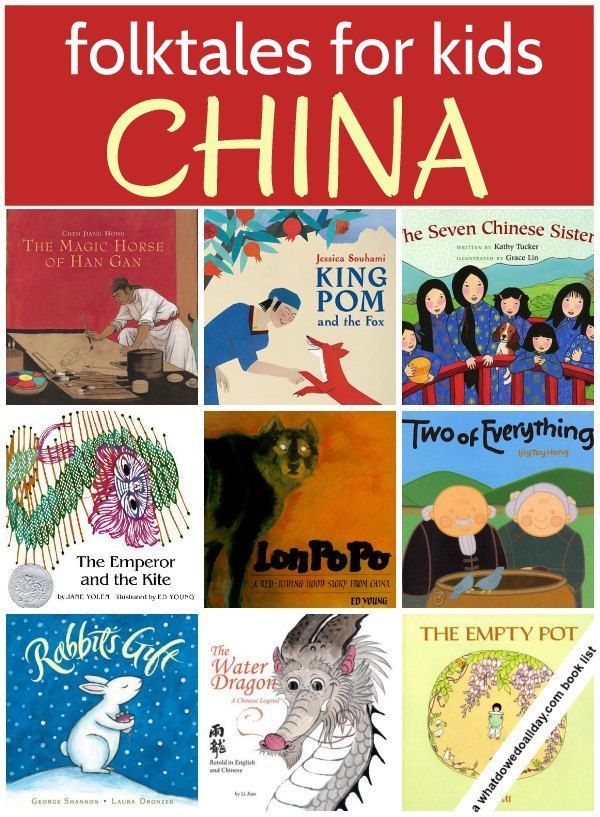 folktales for kids
CHINA
CHEN JIANG HONG
THE MAGIC HORSE
OF HAN GAN
Jessica Souhami
KING
POM
and the Fox
he Seven Chinese Sister
WRITTEN BY Kathy Tucker
ILLUSTRATED BY Grace Lin
The Emperor
and the Kite
by JANE YOLEN illustrated by ED YOUNG
Lon Po Po
A RED-RIDING HOOD STORY FROM CHINA
ED YOUNG
Two of Everything
Lily Toy Hong
Rabbit's Gift
GEORGE SHANNON • LAURA DRONZEK
The
Water
Dragon
A Chinese Legend
雨
龍
Retold in English
and Chinese
by Li Jian
THE EMPTY POT
MI
a whatdowedoallday.com book list